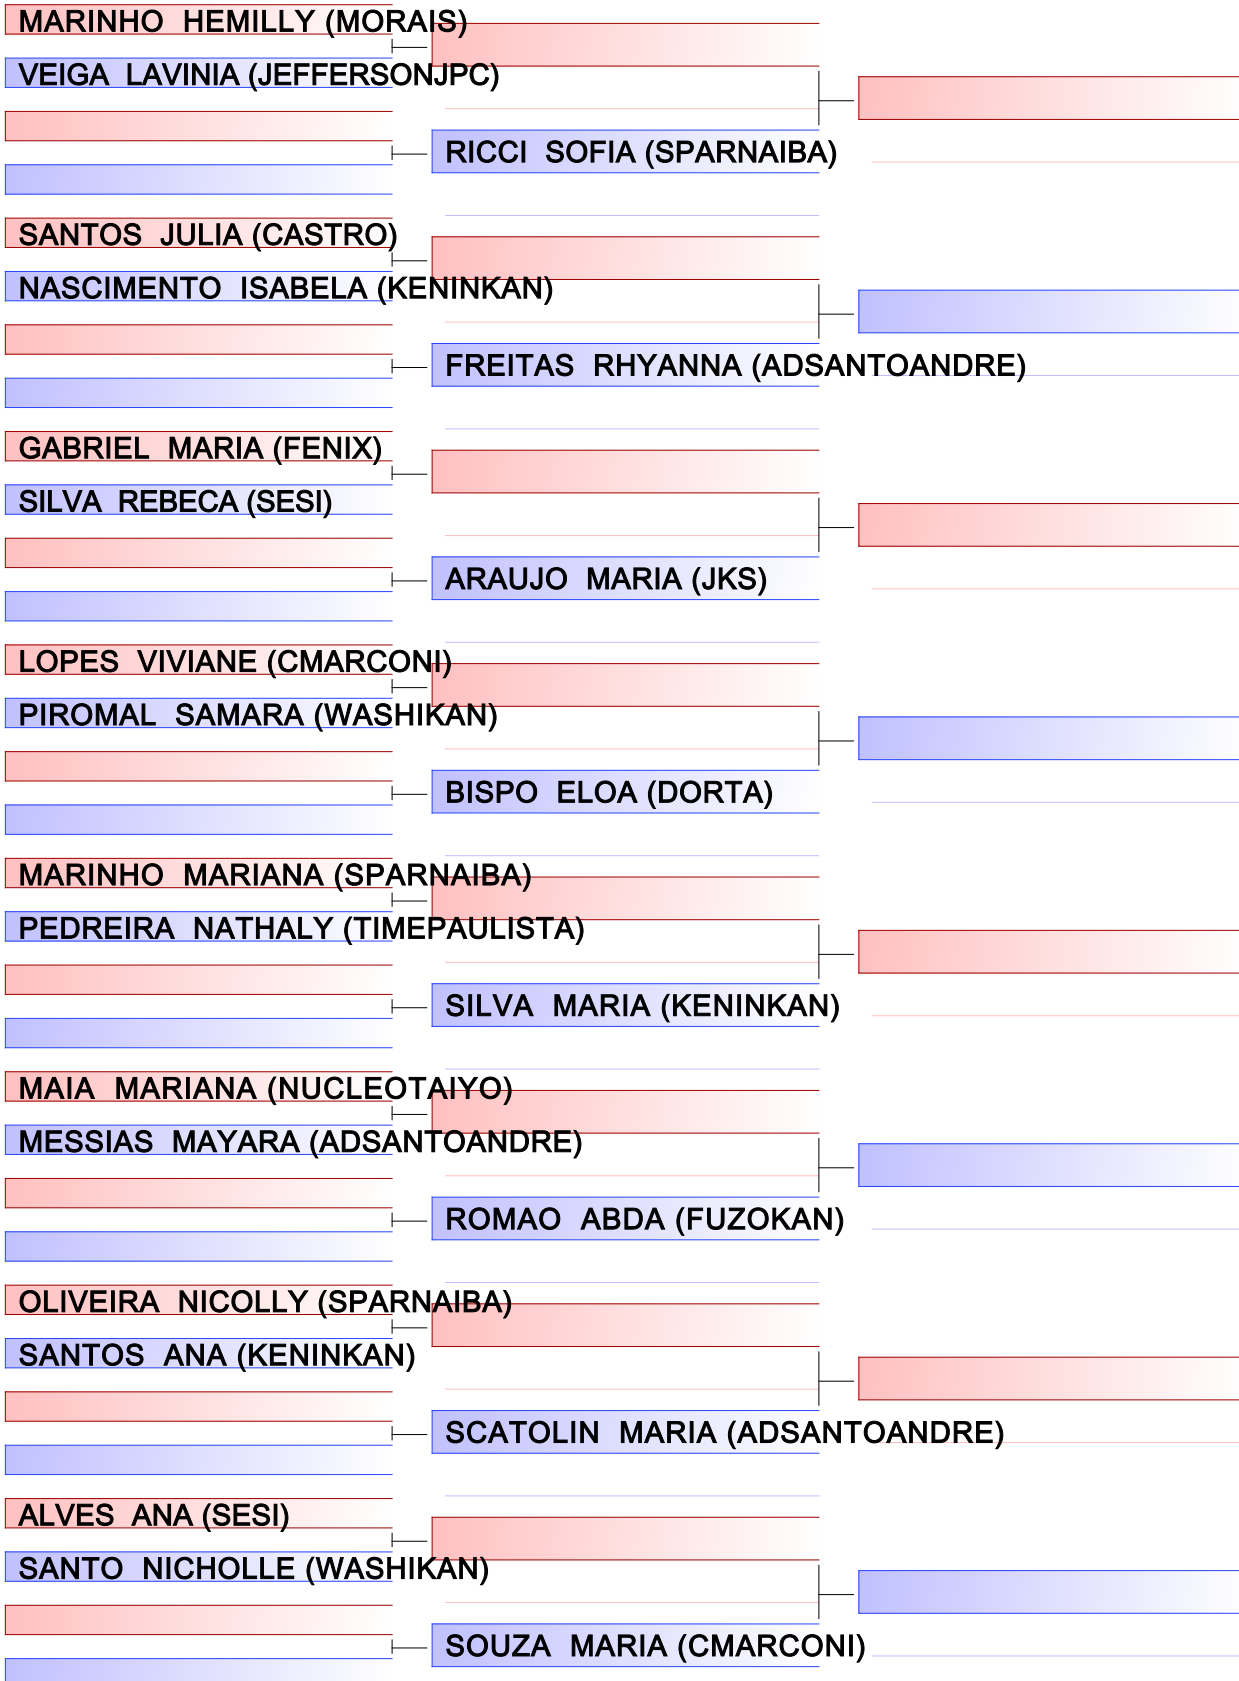 MARINHO HEMILLY (MORAIS)
VEIGA LAVINIA (JEFFERSONJPC)
RICCI SOFIA (SPARNAIBA)
SANTOS JULIA (CASTRO)
NASCIMENTO ISABELA (KENINKAN)
FREITAS RHYANNA (ADSANTOANDRE)
GABRIEL MARIA (FENIX)
SILVA REBECA (SESI)
ARAUJO MARIA (JKS)
LOPES VIVIANE (CMARCONI)
PIROMAL SAMARA (WASHIKAN)
BISPO ELOA (DORTA)
MARINHO MARIANA (SPARNAIBA)
PEDREIRA NATHALY (TIMEPAULISTA)
SILVA MARIA (KENINKAN)
MAIA MARIANA (NUCLEOTAIYO)
MESSIAS MAYARA (ADSANTOANDRE)
ROMAO ABDA (FUZOKAN)
OLIVEIRA NICOLLY (SPARNAIBA)
SANTOS ANA (KENINKAN)
SCATOLIN MARIA (ADSANTOANDRE)
ALVES ANA (SESI)
SANTO NICHOLLE (WASHIKAN)
SOUZA MARIA (CMARCONI)